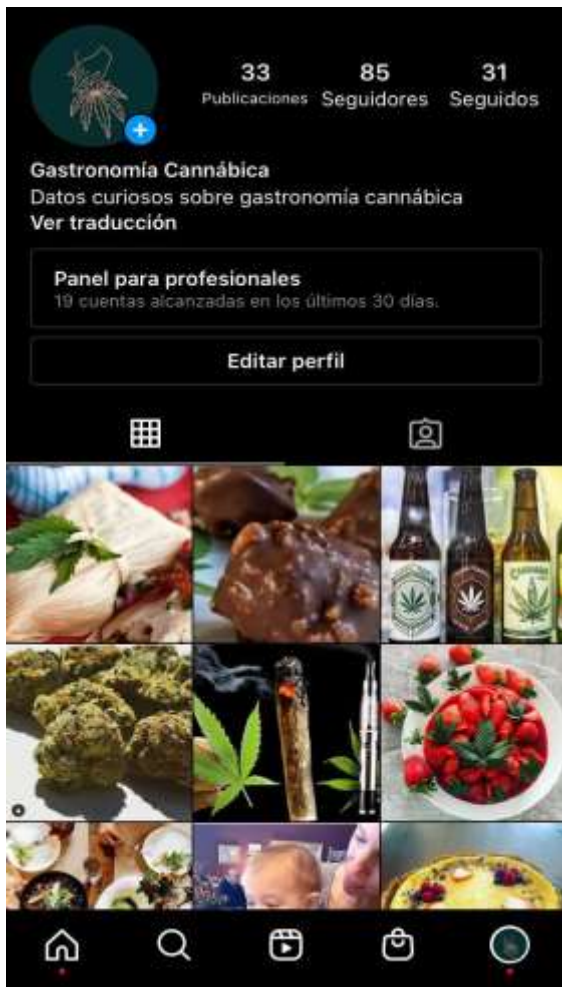 33 85 31
Publicaciones Seguidores Seguidos
Gastronomía Cannábica
Datos curiosos sobre gastronomía cannábica
Ver traducción
Panel para profesionales
19 cuentas alcanzadas en los últimos 30 días.
Editar perfil
CANNABIS